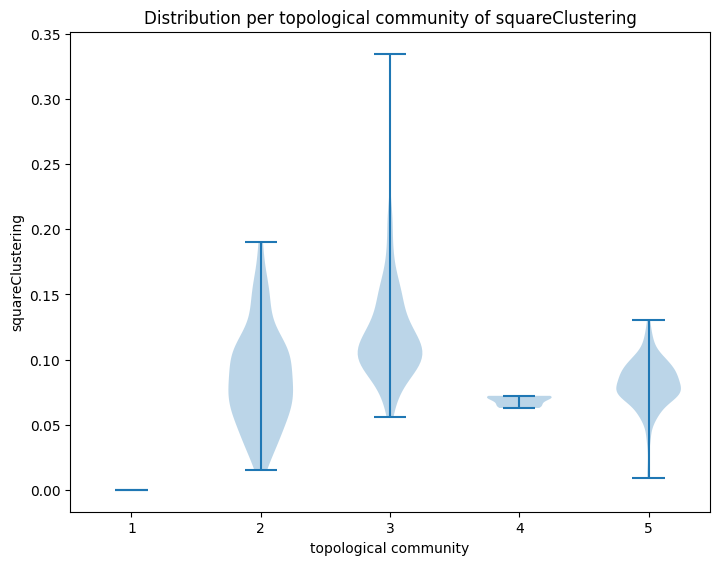 Distribution per topological community of squareClustering
0.35
0.30
0.25
0.20
0.15
0.10
0.05
0.00
squareClustering
1 2 3 4 5
topological community